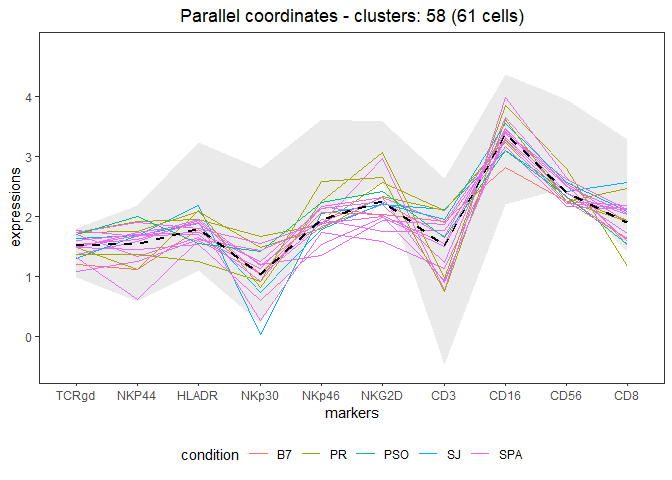 Parallel coordinates - clusters: 58 (61 cells)
expressions
4
3
2
1
0
TCRgd NKP44 HLADR NKp30 NKp46 NKG2D CD3 CD16 CD56 CD8
markers
condition B7 PR PSO SJ SPA